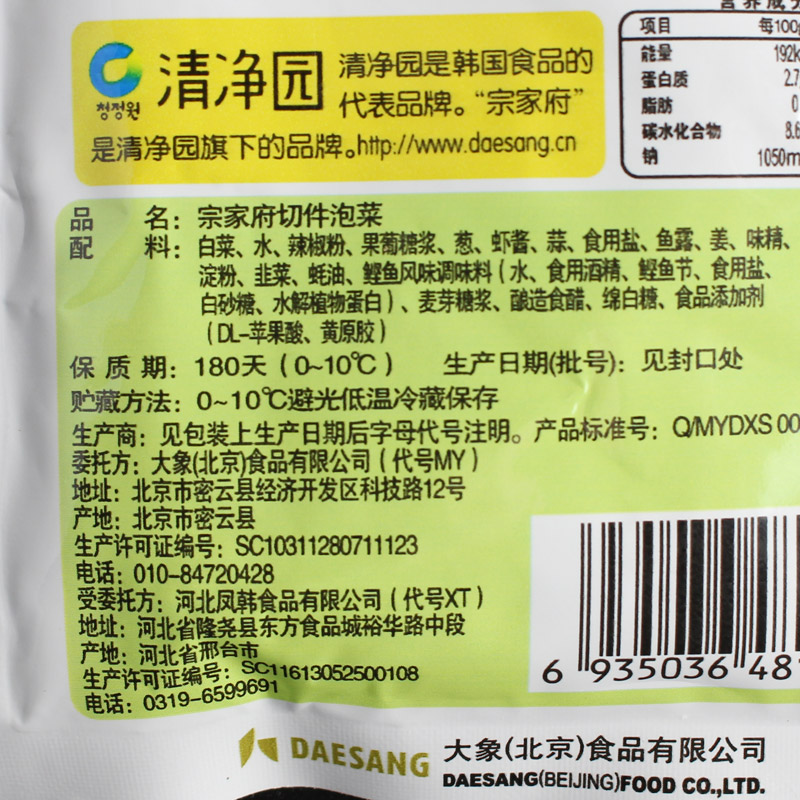 청정원
清净园
清净园是韩国食品的
代表品牌。“宗家府”
是清净园旗下的品牌。http://www.daesang.cn
项目 每100g
能量 192k
蛋白质 2.7
脂肪 0
碳水化合物 8.6
钠 1050m
品 名：宗家府切件泡菜
配 料：白菜、水、辣椒粉、果葡糖浆、葱、虾酱、蒜、食用盐、鱼露、姜、味精、
淀粉、韭菜、蚝油、鲣鱼风味调味料（水、食用酒精、鲣鱼节、食用盐、
白砂糖、水解植物蛋白）、麦芽糖浆、酿造食醋、绵白糖、食品添加剂
（DL-苹果酸、黄原胶）
保 质 期：180天（0~10℃） 生产日期(批号)：见封口处
贮藏方法：0~10℃避光低温冷藏保存
生产商：见包装上生产日期后字母代号注明。产品标准号：Q/MYDXS 00
委托方：大象(北京)食品有限公司（代号MY）
地址：北京市密云县经济开发区科技路12号
产地：北京市密云县
生产许可证编号：SC10311280711123
电话：010-84720428
受委托方：河北凤韩食品有限公司（代号XT）
地址：河北省隆尧县东方食品城裕华路中段
产地：河北省邢台市
生产许可证编号：SC11613052500108
电话：0319-6599691
6 935036 481
DAESANG 大象(北京)食品有限公司
DAESANG(BEIJING)FOOD CO.,LTD.